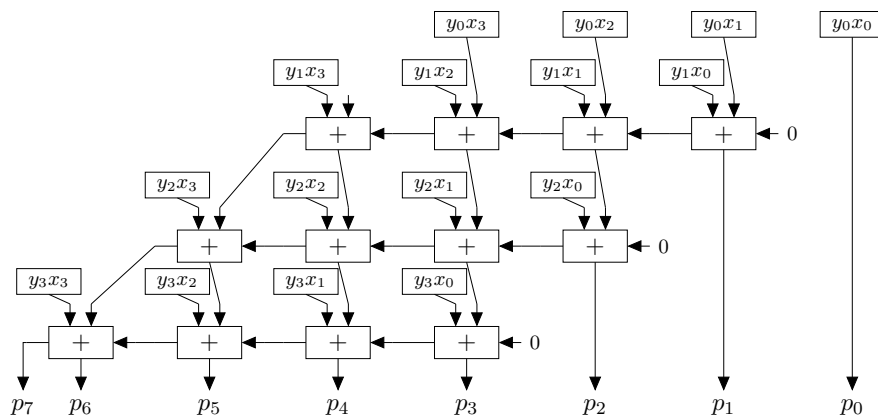 y₀x₃ y₀x₂ y₀x₁ y₀x₀
y₁x₃ y₁x₂ y₁x₁ y₁x₀
+ + + + 0
y₂x₃ y₂x₂ y₂x₁ y₂x₀
+ + + + 0
y₃x₃ y₃x₂ y₃x₁ y₃x₀
+ + + + 0
p₇ p₆ p₅ p₄ p₃ p₂ p₁ p₀